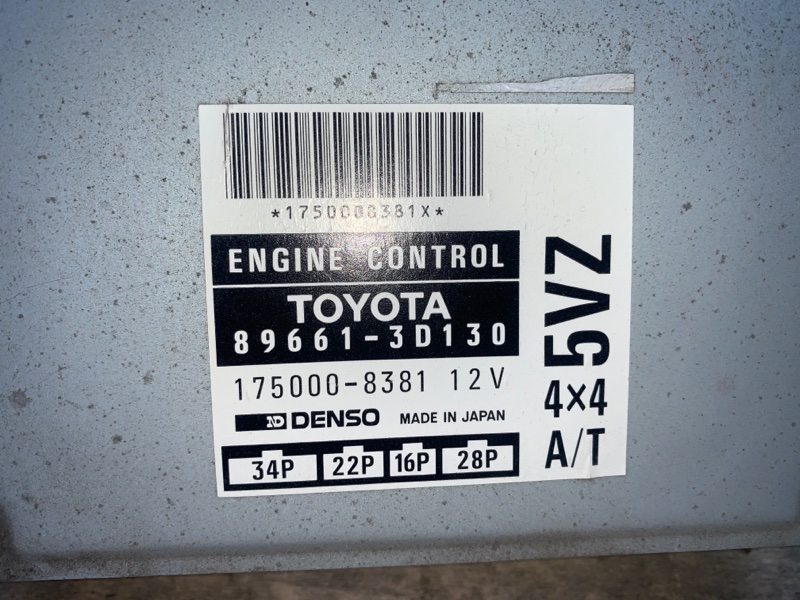 *1750008381X*
ENGINE CONTROL
TOYOTA
89661-3D130
175000-8381 12V
ND DENSO MADE IN JAPAN
34P 22P 16P 28P
5VZ
4×4
A/T